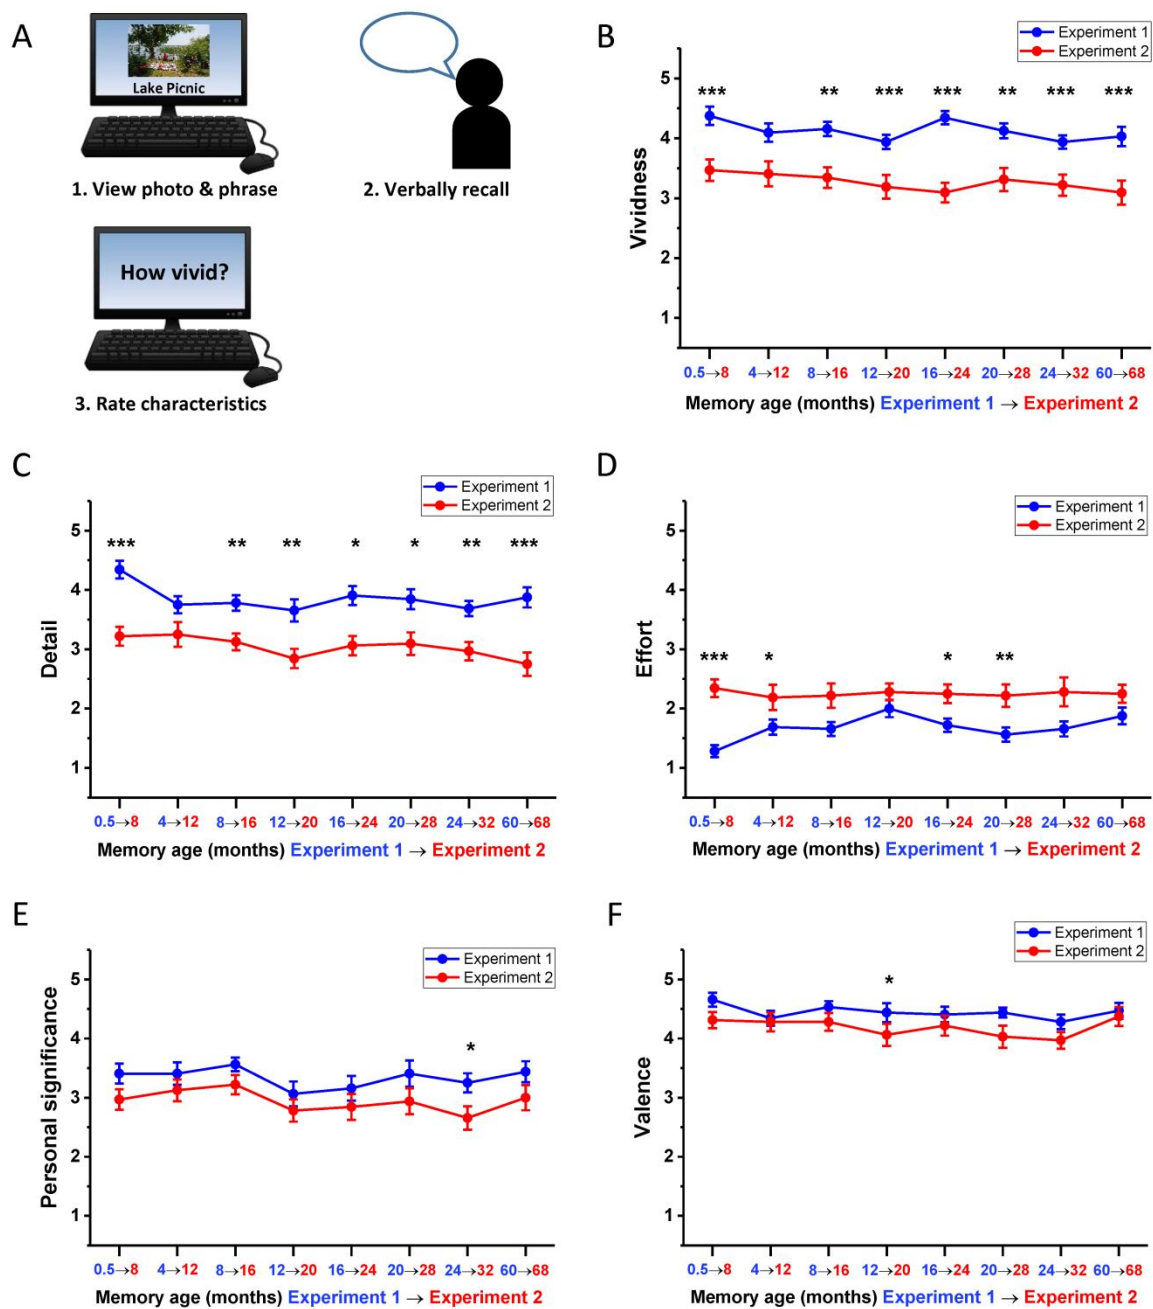 A
Lake Picnic
1. View photo & phrase
2. Verbally recall
How vivid?
3. Rate characteristics
B
Experiment 1
Experiment 2
*** ** *** *** ** *** ***
5
4
3
2
1
Vividness
0.5→8 4→12 8→16 12→20 16→24 20→28 24→32 60→68
Memory age (months) Experiment 1 → Experiment 2
C
Experiment 1
Experiment 2
*** ** ** * * ** ***
5
4
3
2
1
Detail
0.5→8 4→12 8→16 12→20 16→24 20→28 24→32 60→68
Memory age (months) Experiment 1 → Experiment 2
D
Experiment 1
Experiment 2
*** * * **
5
4
3
2
1
Effort
0.5→8 4→12 8→16 12→20 16→24 20→28 24→32 60→68
Memory age (months) Experiment 1 → Experiment 2
E
Experiment 1
Experiment 2
*
5
4
3
2
1
Personal significance
0.5→8 4→12 8→16 12→20 16→24 20→28 24→32 60→68
Memory age (months) Experiment 1 → Experiment 2
F
Experiment 1
Experiment 2
*
5
4
3
2
1
Valence
0.5→8 4→12 8→16 12→20 16→24 20→28 24→32 60→68
Memory age (months) Experiment 1 → Experiment 2